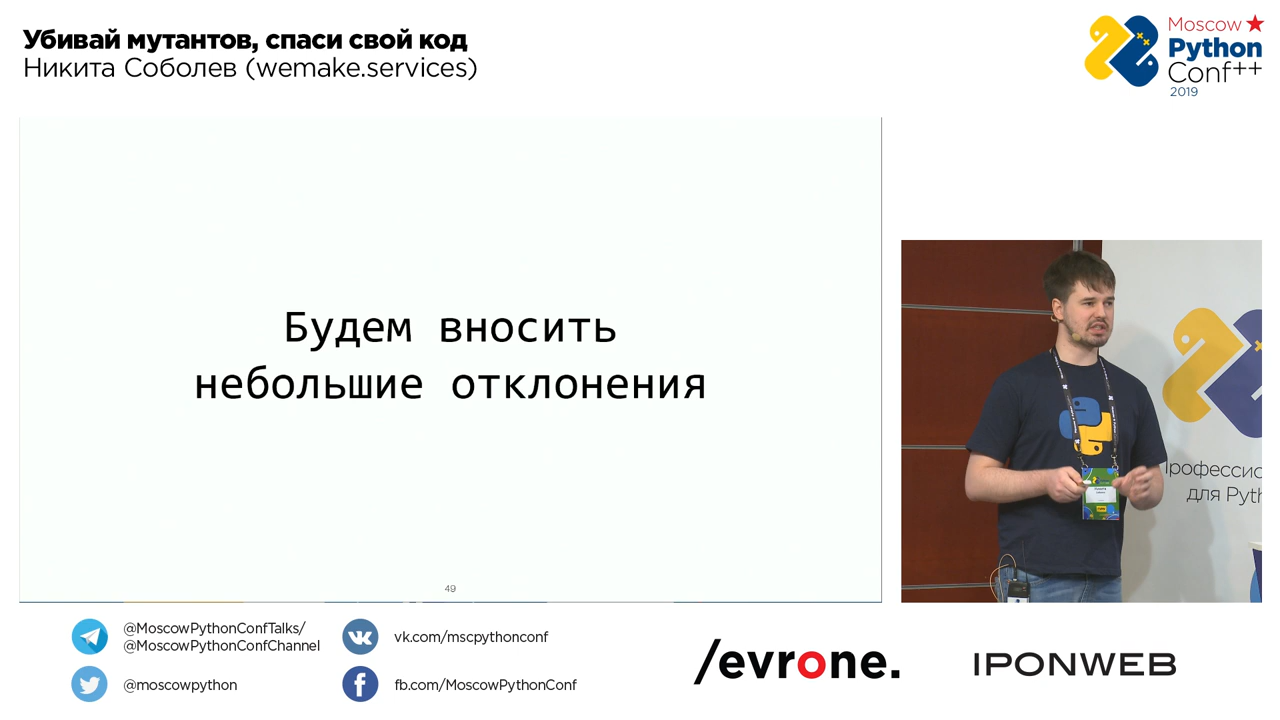 Убивай мутантов, спаси свой код
Никита Соболев (wemake.services)
Moscow
Python
Conf++
2019
Будем вносить
небольшие отклонения
49
для Pyth
@MoscowPythonConfTalks/
@MoscowPythonConfChannel
vk.com/mscpythonconf
@moscowpython
fb.com/MoscowPythonConf
/evrone.
IPONWEB